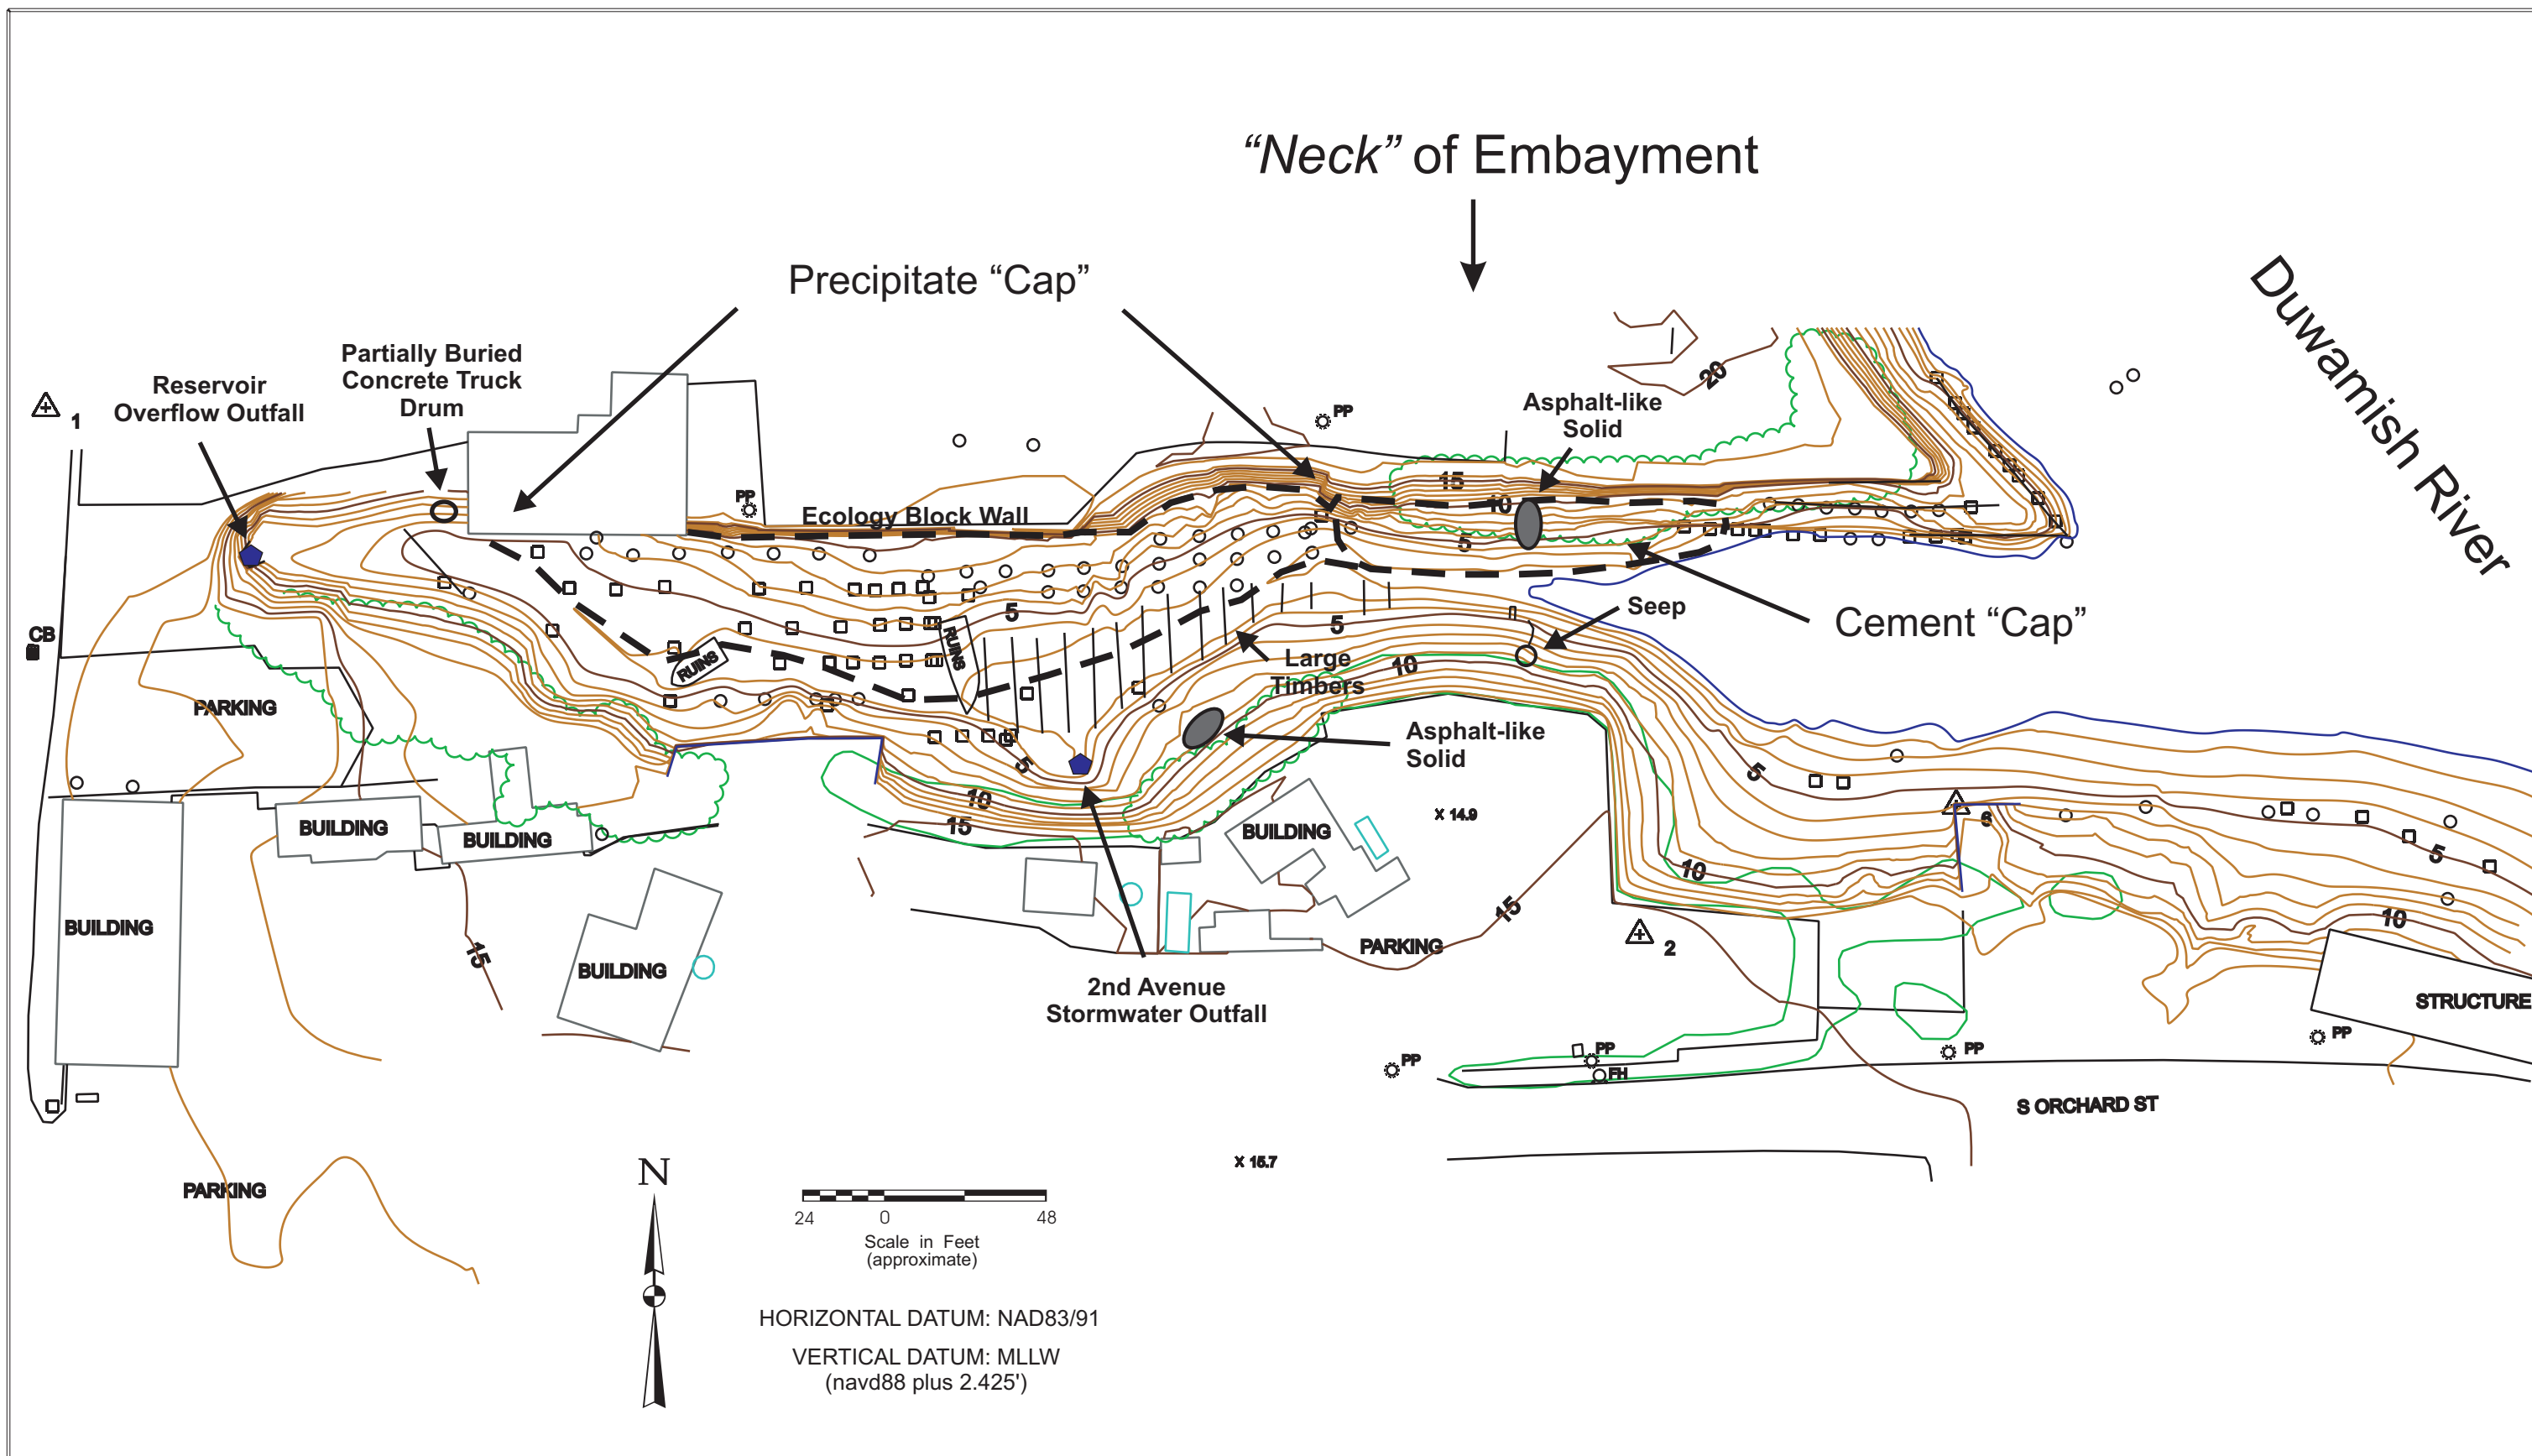 “Neck” of Embayment
Precipitate “Cap”
Duwamish River
Partially Buried
Concrete Truck
Drum
Reservoir
Overflow Outfall
1
20
PP
Asphalt-like
Solid
15
10
PP
Ecology Block Wall
5
5
5
Seep
Cement “Cap”
CB
RUINS
RUINS
Large
Timbers
10
PARKING
Asphalt-like
Solid
5
5
10
15
x 14.9
6
BUILDING
BUILDING
BUILDING
5
10
BUILDING
15
15
10
2
PARKING
BUILDING
2nd Avenue
Stormwater Outfall
STRUCTURE
PP
PP
PP
PP
FH
S ORCHARD ST
x 15.7
PARKING
N
24 0 48
Scale in Feet
(approximate)
HORIZONTAL DATUM: NAD83/91
VERTICAL DATUM: MLLW
(navd88 plus 2.425')